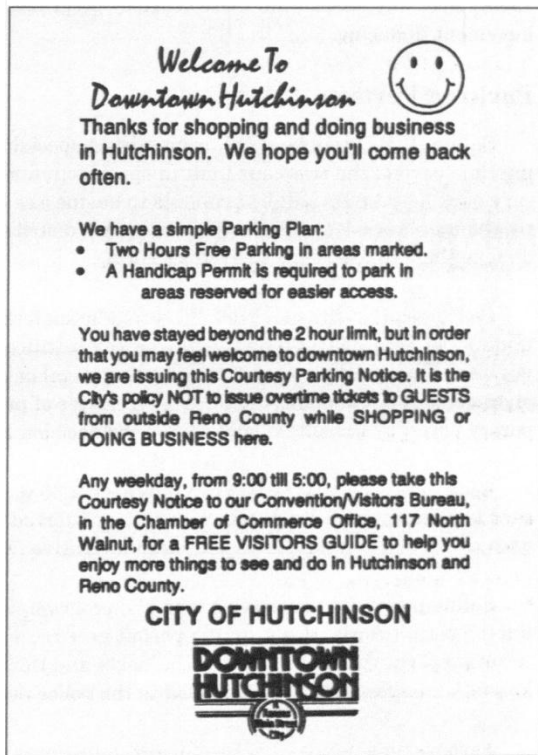 Welcome To
Downtown Hutchinson
Thanks for shopping and doing business
in Hutchinson. We hope you'll come back
often.
We have a simple Parking Plan:
• Two Hours Free Parking in areas marked.
• A Handicap Permit is required to park in
areas reserved for easier access.
You have stayed beyond the 2 hour limit, but in order
that you may feel welcome to downtown Hutchinson,
we are issuing this Courtesy Parking Notice. It is the
City's policy NOT to issue overtime tickets to GUESTS
from outside Reno County while SHOPPING or
DOING BUSINESS here.
Any weekday, from 9:00 till 5:00, please take this
Courtesy Notice to our Convention/Visitors Bureau,
in the Chamber of Commerce Office, 117 North
Walnut, for a FREE VISITORS GUIDE to help you
enjoy more things to see and do in Hutchinson and
Reno County.
CITY OF HUTCHINSON
DOWNTOWN
HUTCHINSON
A
Kansas
Main Street
City